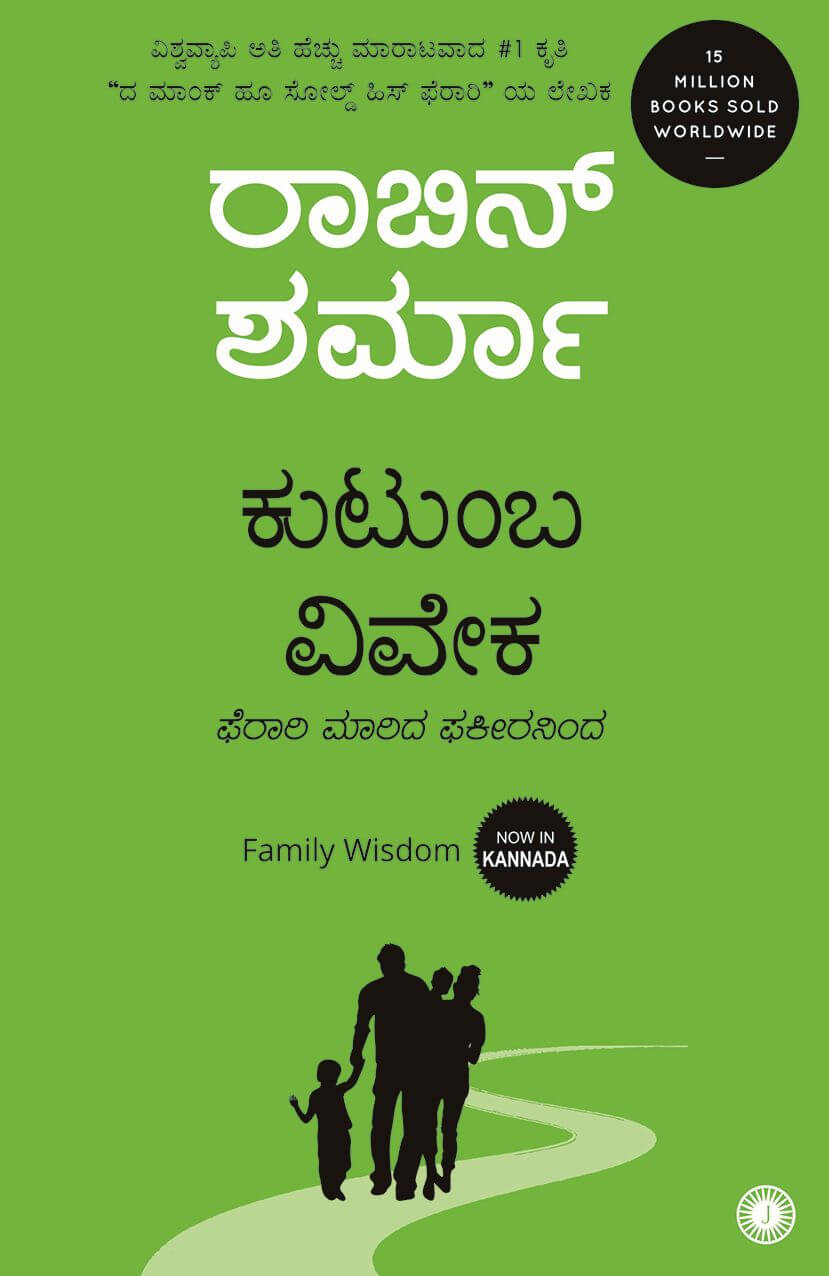 ವಿಶ್ವವ್ಯಾಪಿ ಅತಿ ಹೆಚ್ಚು ಮಾರಾಟವಾದ #1 ಕೃತಿ
“ದ ಮಾಂಕ್ ಹೂ ಸೋಲ್ಡ್ ಹಿಸ್ ಫೆರಾರಿ” ಯ ಲೇಖಕ
15
MILLION
BOOKS SOLD
WORLDWIDE
ರಾಬಿನ್
ಶರ್ಮಾ
ಕುಟುಂಬ
ವಿವೇಕ
ಫೆರಾರಿ ಮಾರಿದ ಫಕೀರನಿಂದ
Family Wisdom
NOW IN
KANNADA
J